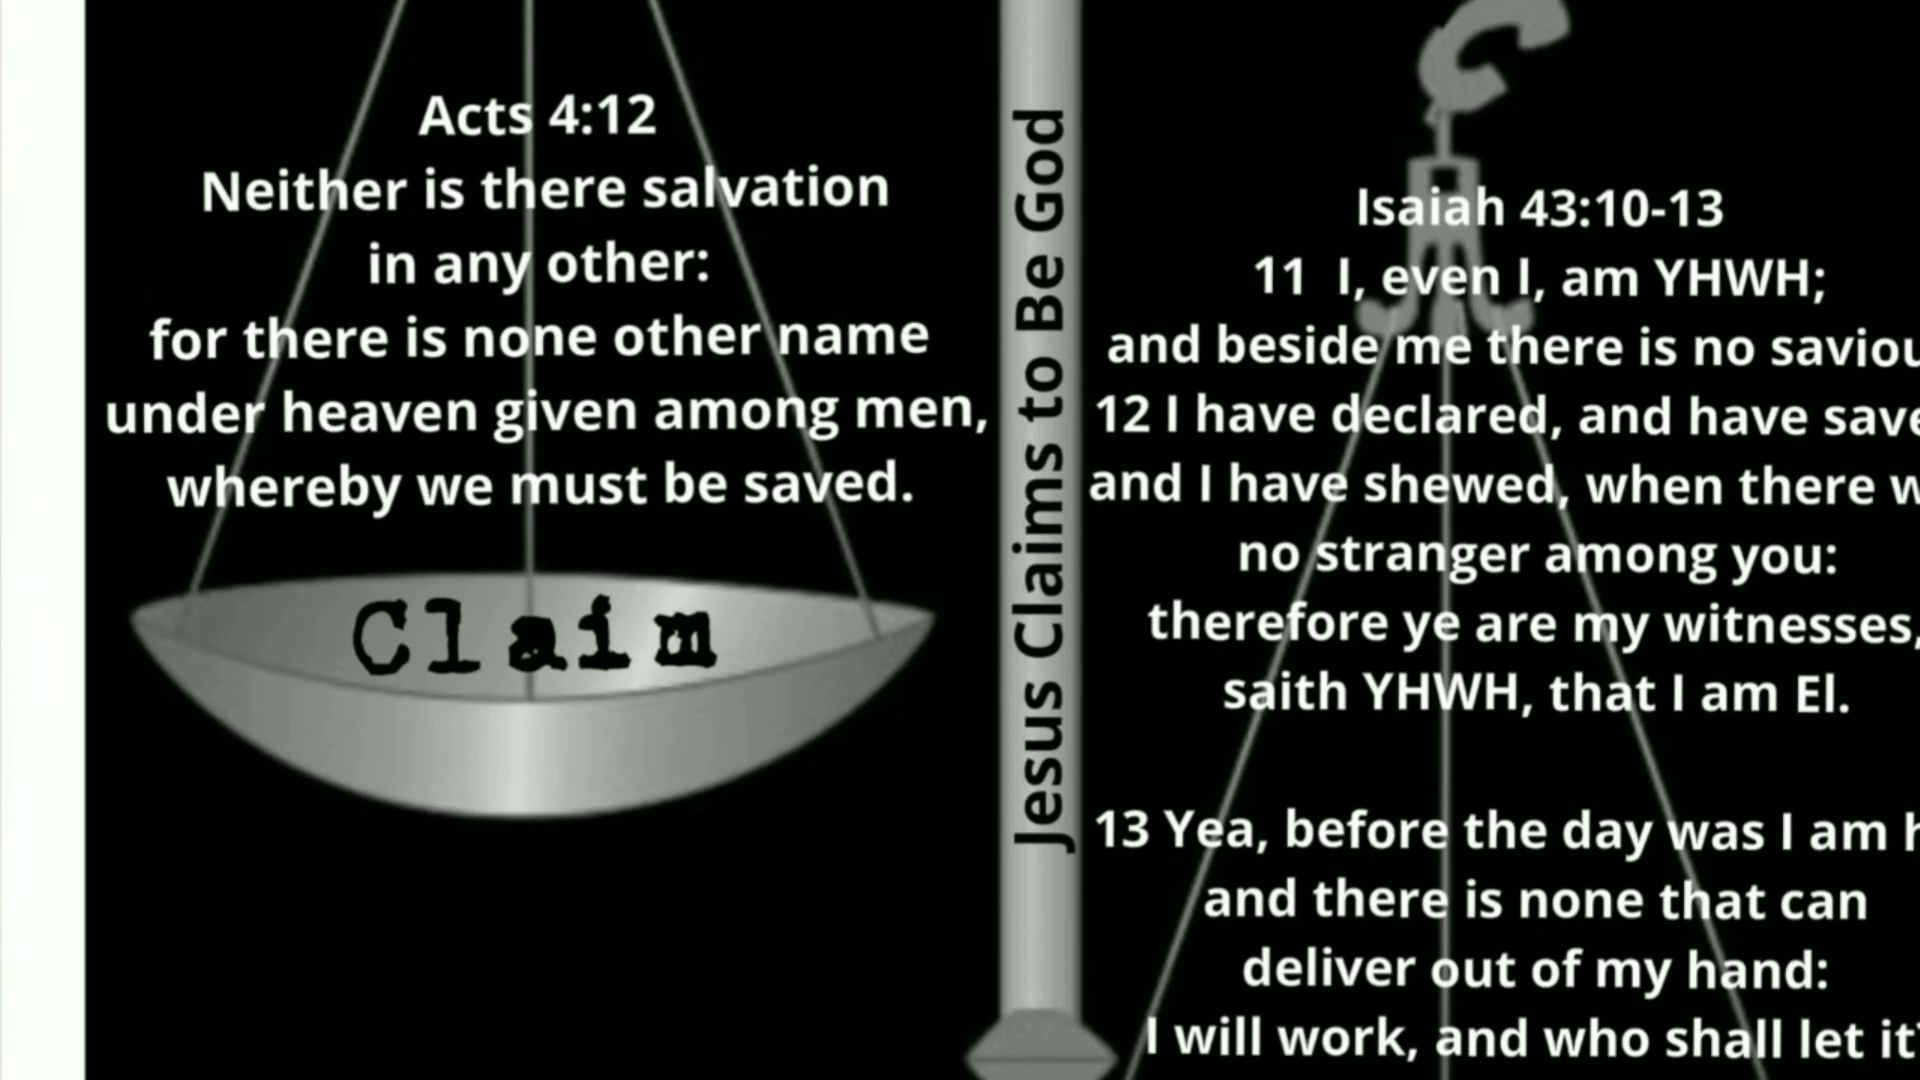 Acts 4:12
Neither is there salvation
in any other:
for there is none other name
under heaven given among men,
whereby we must be saved.
Claim
Jesus Claims to Be God
Isaiah 43:10-13
11 I, even I, am YHWH;
and beside me there is no saviou
12 I have declared, and have save
and I have shewed, when there w
no stranger among you:
therefore ye are my witnesses,
saith YHWH, that I am El.
13 Yea, before the day was I am h
and there is none that can
deliver out of my hand:
I will work, and who shall let it?